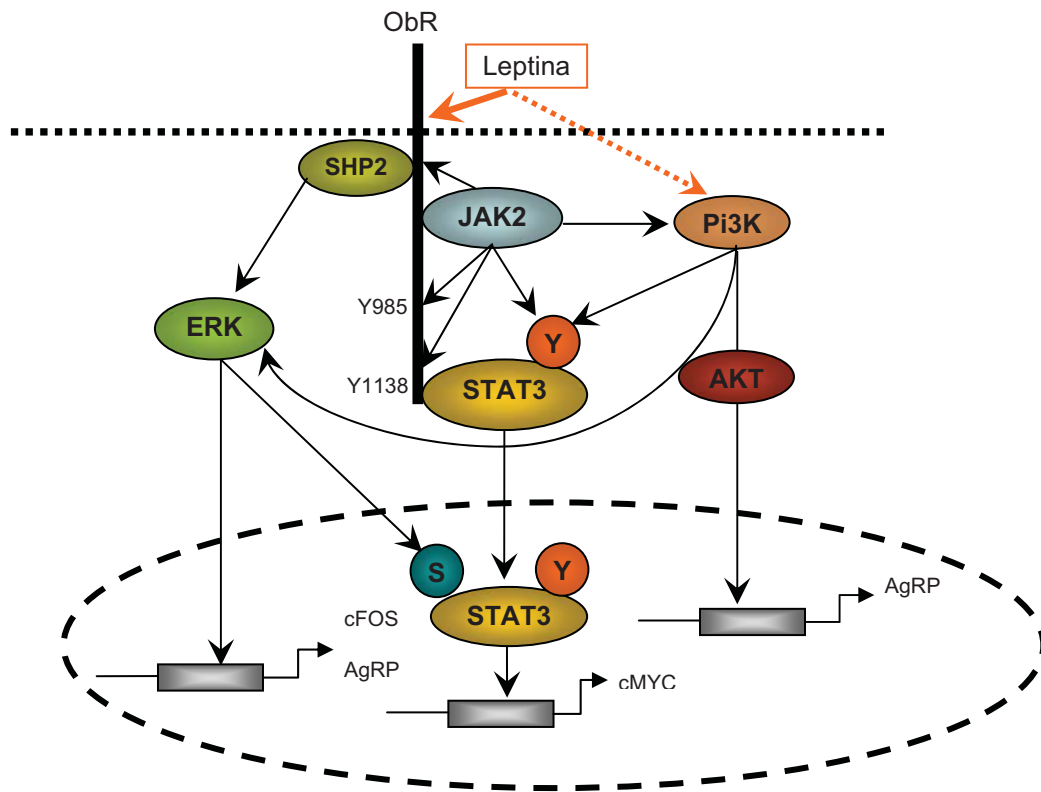 ObR
Leptina
SHP2
JAK2
Pi3K
Y985
ERK
Y
Y1138
STAT3
AKT
S
Y
STAT3
AgRP
cFOS
AgRP
cMYC